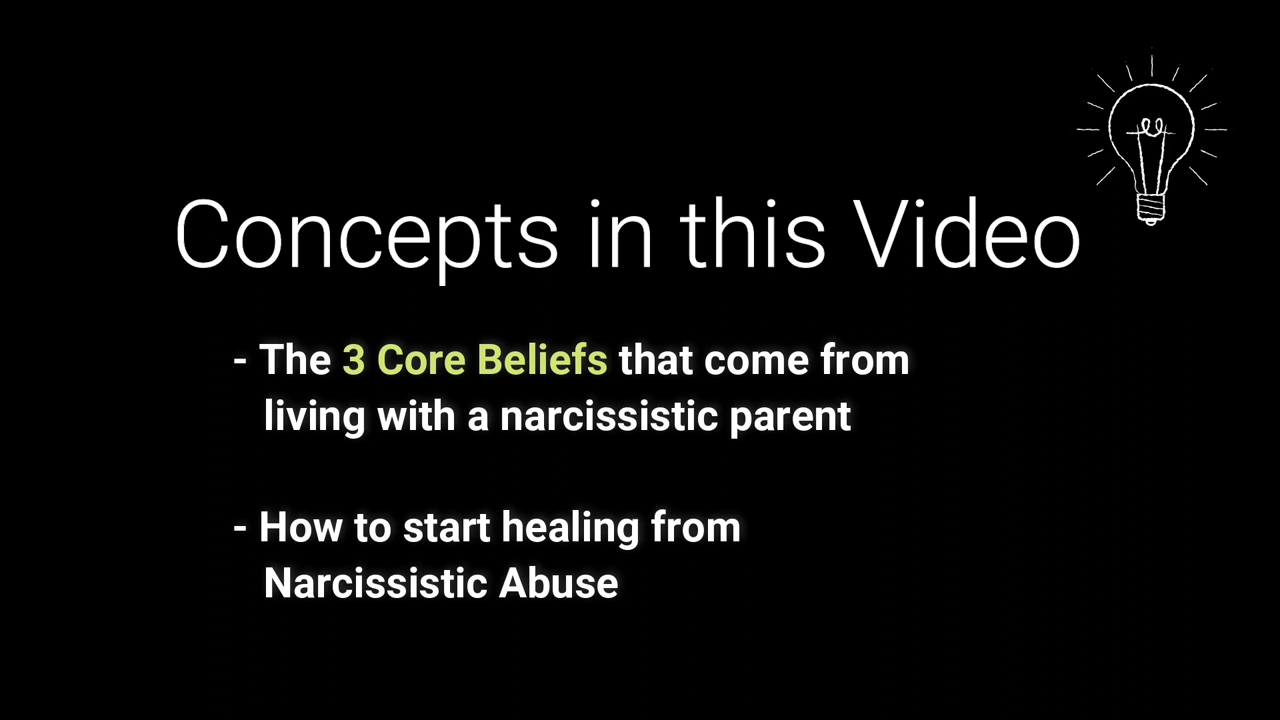 Concepts in this Video
- The 3 Core Beliefs that come from
living with a narcissistic parent
- How to start healing from
Narcissistic Abuse